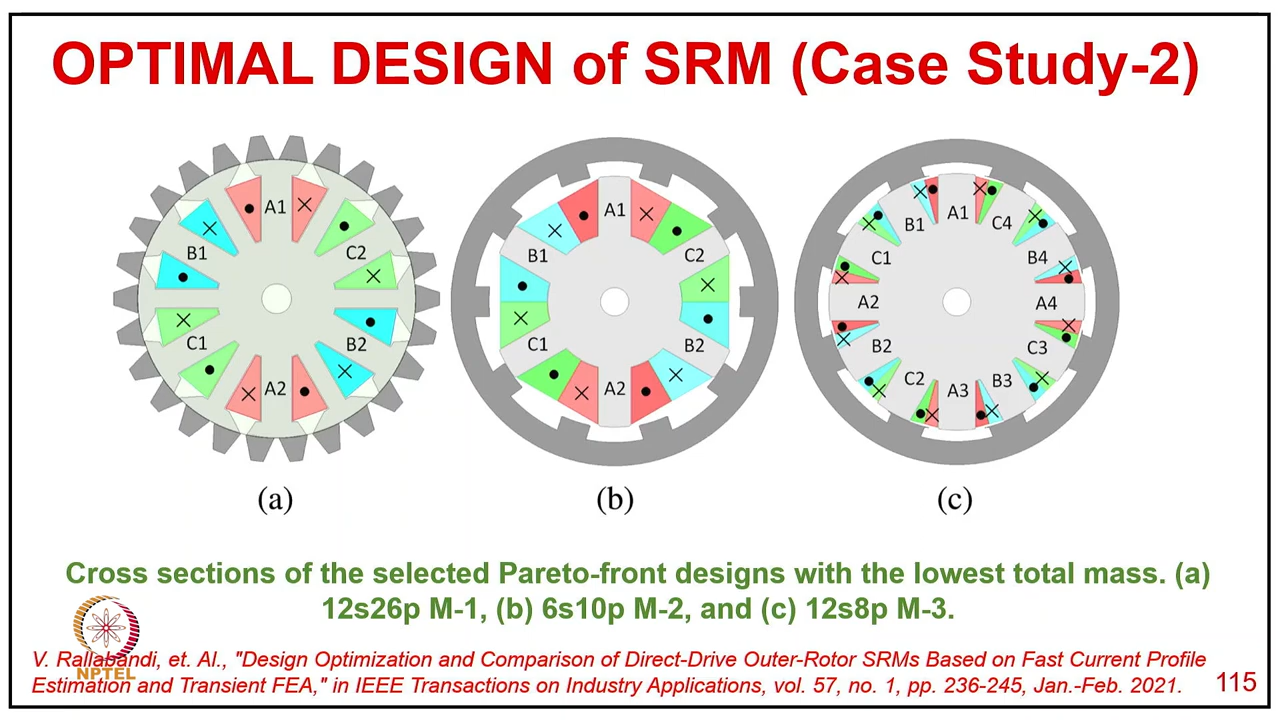 OPTIMAL DESIGN of SRM (Case Study-2)
A1
B1
C2
C1
B2
A2
(a)
A1
B1
C2
C1
B2
A2
(b)
A1
B1
C4
C1
B4
A2
A4
B2
C3
C2
B3
A3
(c)
Cross sections of the selected Pareto-front designs with the lowest total mass. (a)
12s26p M-1, (b) 6s10p M-2, and (c) 12s8p M-3.
NPTEL
V. Rallabandi, et. Al., "Design Optimization and Comparison of Direct-Drive Outer-Rotor SRMs Based on Fast Current Profile
Estimation and Transient FEA," in IEEE Transactions on Industry Applications, vol. 57, no. 1, pp. 236-245, Jan.-Feb. 2021.
115